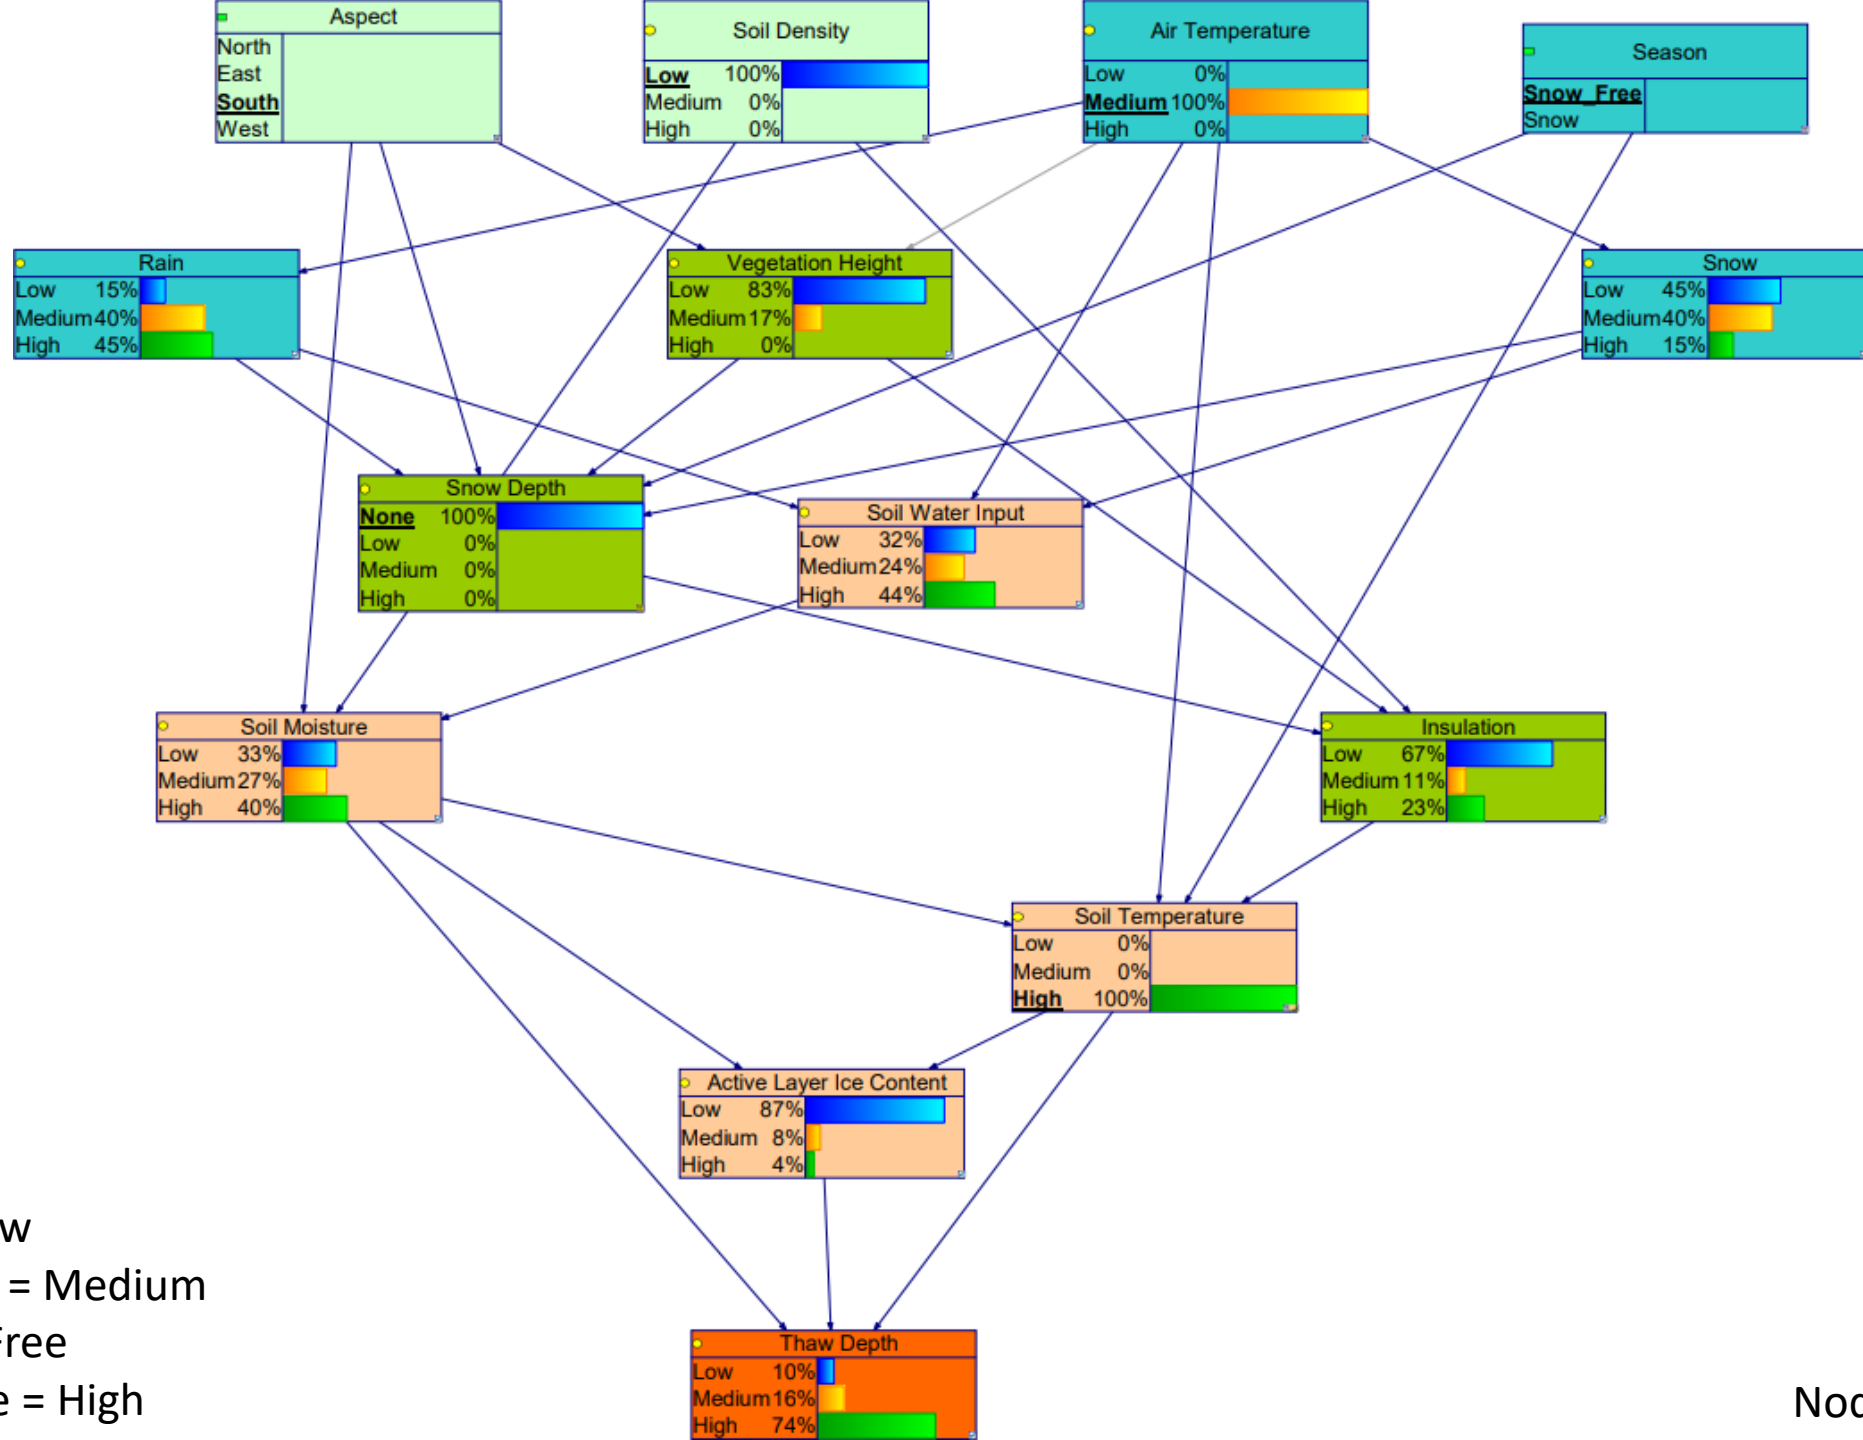 Aspect
North
East
South
West
Soil Density
Low 100%
Medium 0%
High 0%
Air Temperature
Low 0%
Medium 100%
High 0%
Season
Snow_Free
Snow
Rain
Low 15%
Medium 40%
High 45%
Vegetation Height
Low 83%
Medium 17%
High 0%
Snow
Low 45%
Medium 40%
High 15%
Snow Depth
None 100%
Low 0%
Medium 0%
High 0%
Soil Water Input
Low 32%
Medium 24%
High 44%
Soil Moisture
Low 33%
Medium 27%
High 40%
Insulation
Low 67%
Medium 11%
High 23%
Soil Temperature
Low 0%
Medium 0%
High 100%
Active Layer Ice Content
Low 87%
Medium 8%
High 4%
Thaw Depth
Low 10%
Medium 16%
High 74%
w
= Medium
Free
e = High
Nod